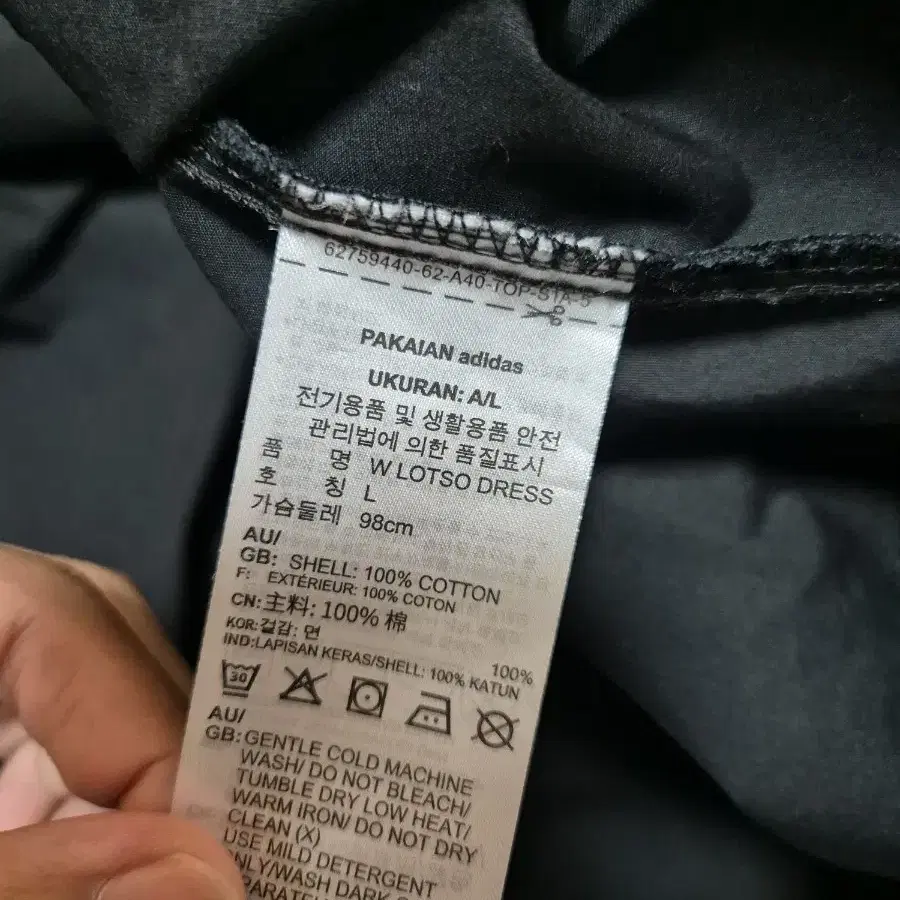 62759440-62-A40-TOP-STA-5
PAKAIAN adidas
UKURAN: A/L
전기용품 및 생활용품 안전
관리법에 의한 품질표시
품 명 W LOTSO DRESS
호 칭 L
가슴둘레 98cm
AU/
GB: SHELL: 100% COTTON
F: EXTÉRIEUR: 100% COTON
CN:主料: 100% 棉
KOR:겉감: 면 100%
IND:LAPISAN KERAS/SHELL: 100% KATUN
30
AU/
GB:GENTLE COLD MACHINE
WASH/ DO NOT BLEACH/
TUMBLE DRY LOW HEAT/
WARM IRON/ DO NOT DRY
CLEAN (X)
USE MILD DETERGENT
ONLY/WASH DARK